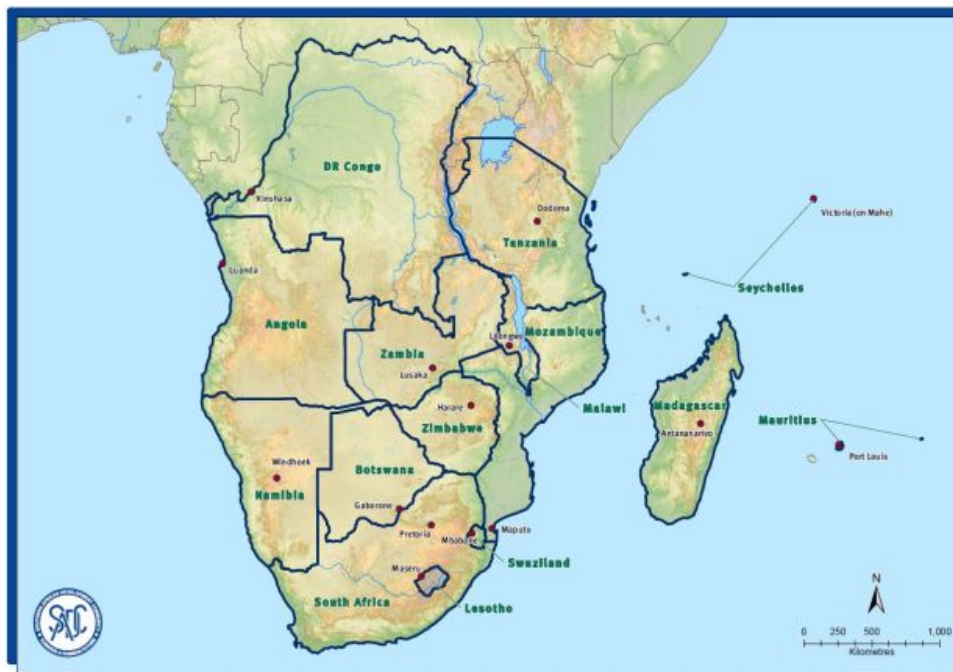 DR Congo
Kinshasa
Dodoma
Tanzania
Victoria (on Mahe)
Luanda
Seychelles
Angola
Mozambique
Lilongwe
Zambia
Lusaka
Malawi
Madagascar
Harare
Zimbabwe
Mauritius
Antananarivo
Port Louis
Windhoek
Botswana
Namibia
Gaborone
Pretoria
Mbabane
Maputo
Swaziland
Maseru
South Africa
Lesotho
SADC
N
0 250 500 1,000
Kilometres